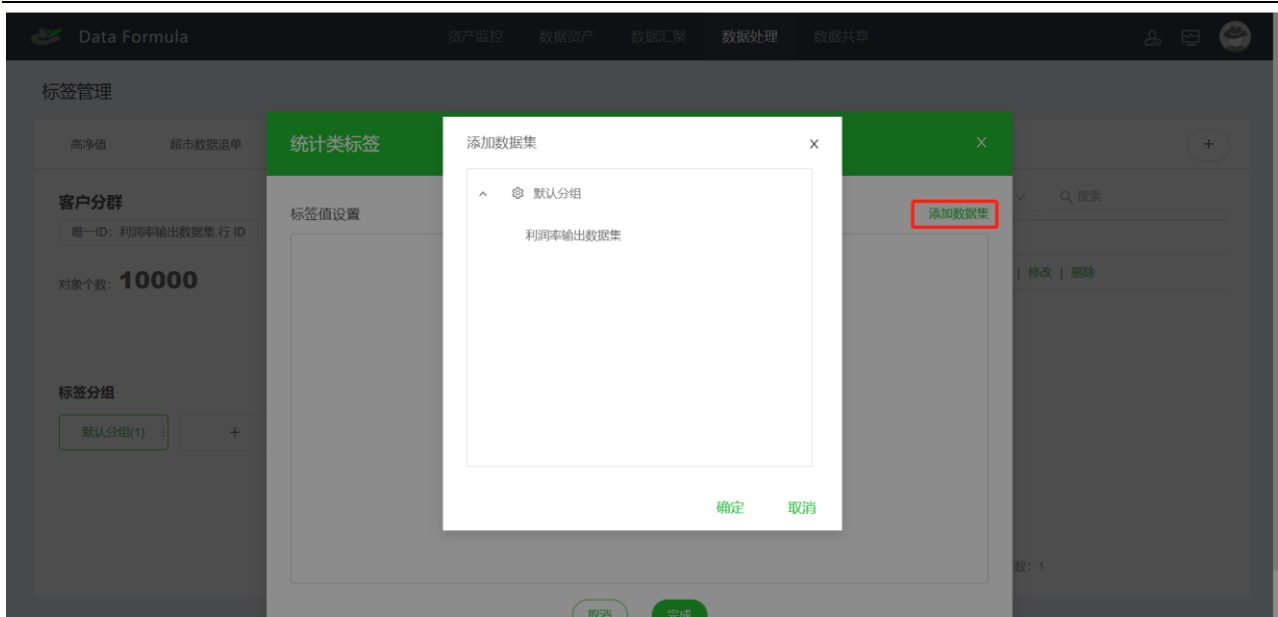 Data Formula 资产监控 数据资产 数据汇聚 数据处理 数据共享
标签管理
高净值 超市数据退单 +
统计类标签 X
添加数据集 x
默认分组
利润率输出数据集
确定 取消
标签值设置 添加数据集
客户分群
唯一ID: 利润率输出数据集.行 ID
对象个数: 10000
标签分组
默认分组(1) +
搜索
| 修改 | 删除
数: 1
取消 完成